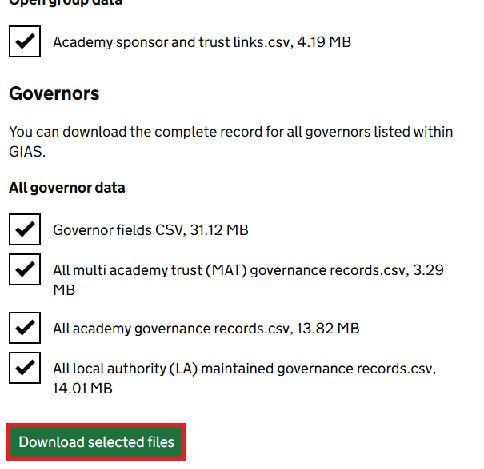 Open group data
Academy sponsor and trust links.csv, 4.19 MB
Governors
You can download the complete record for all governors listed within
GIAS.
All governor data
Governor fields CSV, 31.12 MB
All multi academy trust (MAT) governance records.csv, 3.29
MB
All academy governance records.csv, 13.82 MB
All local authority (LA) maintained governance records.csv,
14.01 MB
Download selected files